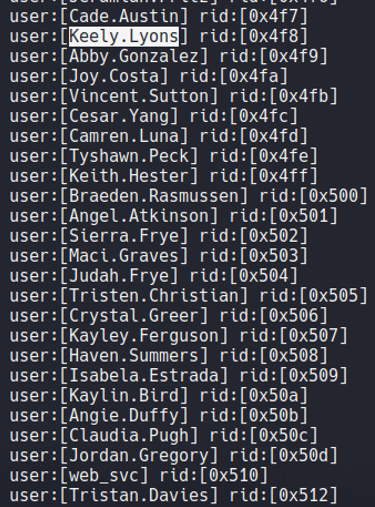 user:[Cade.Austin] rid:[0x4f7]
user:[Keely.Lyons] rid:[0x4f8]
user:[Abby.Gonzalez] rid:[0x4f9]
user:[Joy.Costa] rid:[0x4fa]
user:[Vincent.Sutton] rid:[0x4fb]
user:[Cesar.Yang] rid:[0x4fc]
user:[Camren.Luna] rid:[0x4fd]
user:[Tyshawn.Peck] rid:[0x4fe]
user:[Keith.Hester] rid:[0x4ff]
user:[Braeden.Rasmussen] rid:[0x500]
user:[Angel.Atkinson] rid:[0x501]
user:[Sierra.Frye] rid:[0x502]
user:[Maci.Graves] rid:[0x503]
user:[Judah.Frye] rid:[0x504]
user:[Tristen.Christian] rid:[0x505]
user:[Crystal.Greer] rid:[0x506]
user:[Kayley.Ferguson] rid:[0x507]
user:[Haven.Summers] rid:[0x508]
user:[Isabela.Estrada] rid:[0x509]
user:[Kaylin.Bird] rid:[0x50a]
user:[Angie.Duffy] rid:[0x50b]
user:[Claudia.Pugh] rid:[0x50c]
user:[Jordan.Gregory] rid:[0x50d]
user:[web_svc] rid:[0x510]
user:[Tristan.Davies] rid:[0x512]